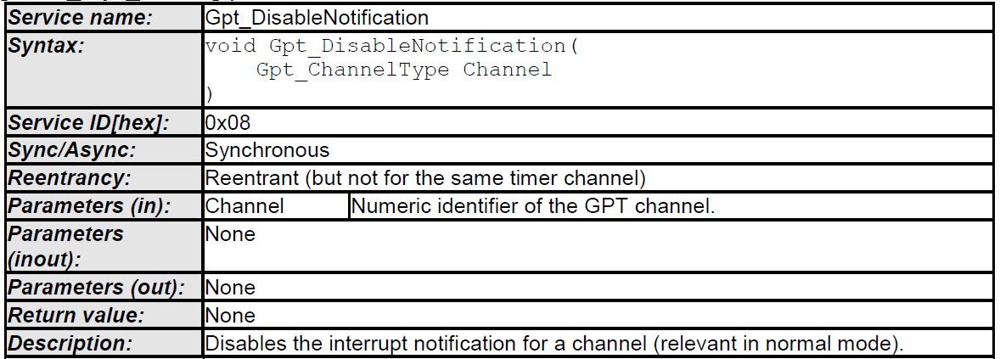 Service name: Gpt_DisableNotification
Syntax: void Gpt_DisableNotification(
Gpt_ChannelType Channel
)
Service ID[hex]: 0x08
Sync/Async: Synchronous
Reentrancy: Reentrant (but not for the same timer channel)
Parameters (in): Channel Numeric identifier of the GPT channel.
Parameters None
(inout):
Parameters (out): None
Return value: None
Description: Disables the interrupt notification for a channel (relevant in normal mode).